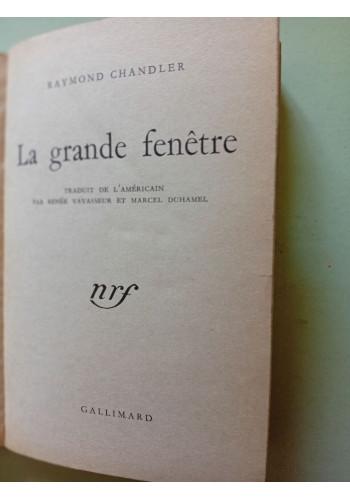 RAYMOND CHANDLER
La grande fenêtre
TRADUIT DE L'AMÉRICAIN
PAR RENÉE VAVASSEUR ET MARCEL DUHAMEL
nrf
GALLIMARD